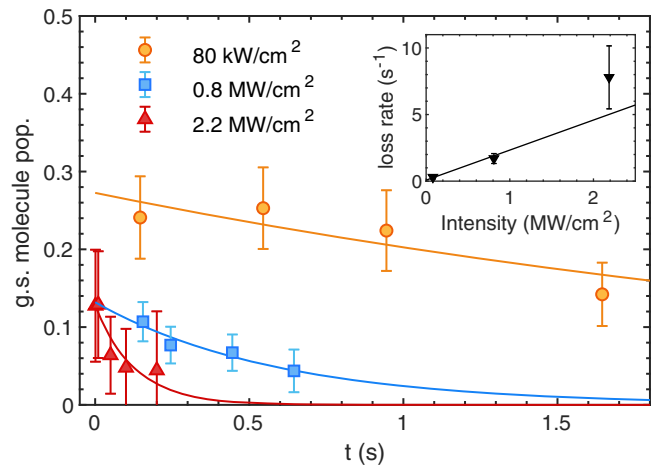 0.5
0.4
0.3
0.2
0.1
0
0
0.5
1
1.5
t (s)
g.s. molecule pop.
80 kW/cm²
0.8 MW/cm²
2.2 MW/cm²
10
5
0
0
2
loss rate (s⁻¹)
Intensity (MW/cm²)